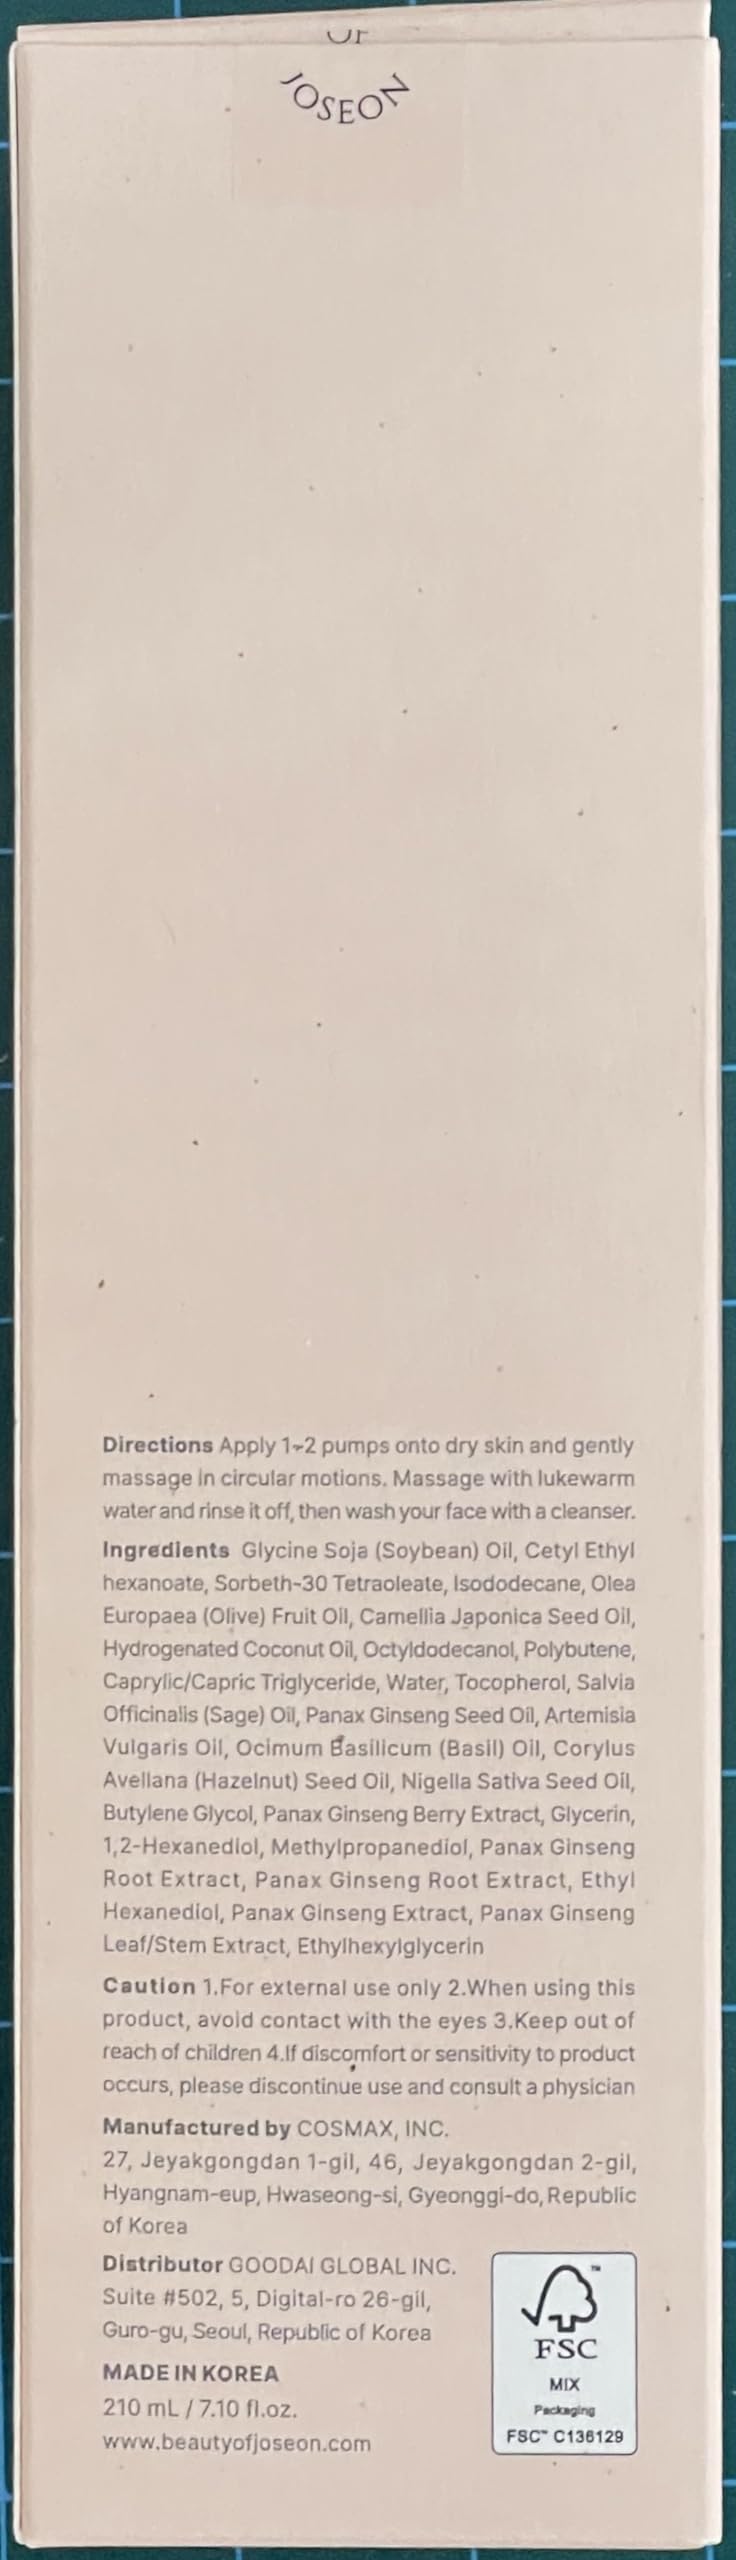 OF
JOSEON
Directions Apply 1~2 pumps onto dry skin and gently
massage in circular motions. Massage with lukewarm
water and rinse it off, then wash your face with a cleanser.
Ingredients Glycine Soja (Soybean) Oil, Cetyl Ethyl
hexanoate, Sorbeth-30 Tetraoleate, Isododecane, Olea
Europaea (Olive) Fruit Oil, Camellia Japonica Seed Oil,
Hydrogenated Coconut Oil, Octyldodecanol, Polybutene,
Caprylic/Capric Triglyceride, Water, Tocopherol, Salvia
Officinalis (Sage) Oil, Panax Ginseng Seed Oil, Artemisia
Vulgaris Oil, Ocimum Basilicum (Basil) Oil, Corylus
Avellana (Hazelnut) Seed Oil, Nigella Sativa Seed Oil,
Butylene Glycol, Panax Ginseng Berry Extract, Glycerin,
1,2-Hexanediol, Methylpropanediol, Panax Ginseng
Root Extract, Panax Ginseng Root Extract, Ethyl
Hexanediol, Panax Ginseng Extract, Panax Ginseng
Leaf/Stem Extract, Ethylhexylglycerin
Caution 1.For external use only 2.When using this
product, avoid contact with the eyes 3.Keep out of
reach of children 4.If discomfort or sensitivity to product
occurs, please discontinue use and consult a physician
Manufactured by COSMAX, INC.
27, Jeyakgongdan 1-gil, 46, Jeyakgongdan 2-gil,
Hyangnam-eup, Hwaseong-si, Gyeonggi-do, Republic
of Korea
Distributor GOODAI GLOBAL INC.
Suite #502, 5, Digital-ro 26-gil,
Guro-gu, Seoul, Republic of Korea
MADE IN KOREA
210 mL / 7.10 fl.oz.
www.beautyofjoseon.com
™
FSC
MIX
Packaging
FSC™ C136129